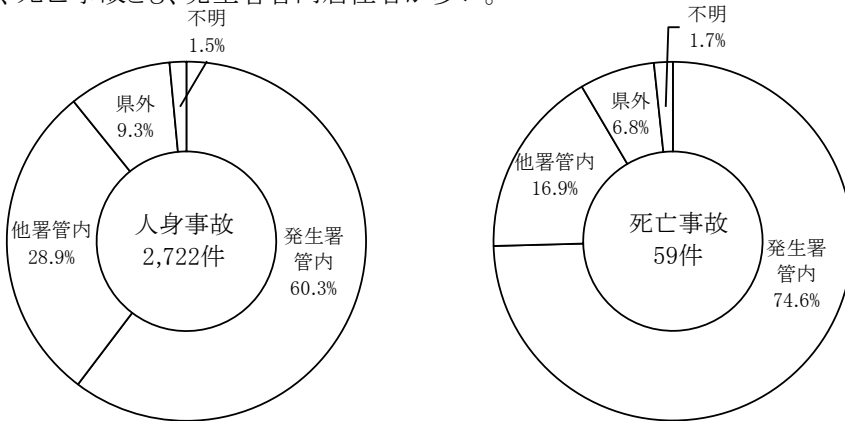 死亡事故とも、発生署管内居住者が多い。
不明
1.5%
県外
9.3%
他署管内
28.9%
人身事故
2,722件
発生署
管内
60.3%
不明
1.7%
県外
6.8%
他署管内
16.9%
死亡事故
59件
発生署
管内
74.6%